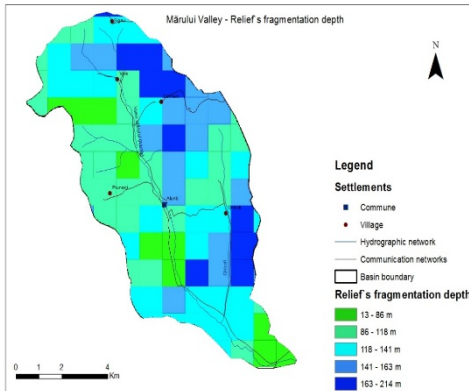 Mărului Valley - Relief's fragmentation depth
N
Legend
Settlements
Commune
Village
Hydrographic network
Communication networks
Basin boundary
Relief's fragmentation depth
13 - 86 m
86 - 118 m
118 - 141 m
141 - 163 m
163 - 214 m
0 1 2 4
Km